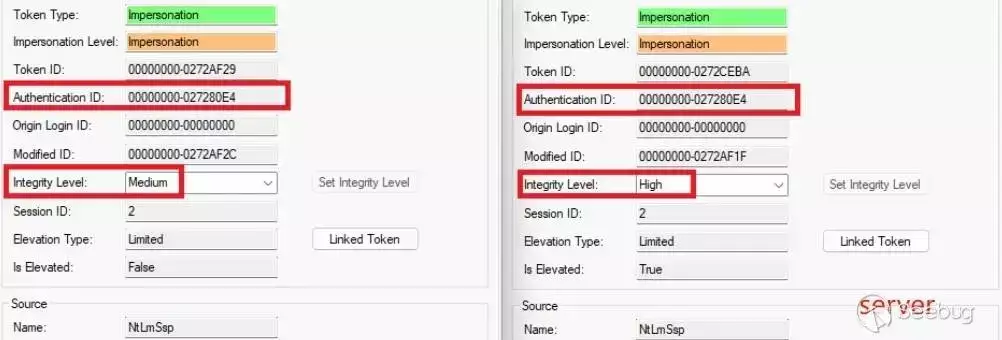 Token Type: Impersonation
Impersonation Level: Impersonation
Token ID: 00000000-0272AF29
Authentication ID: 00000000-027280E4
Origin Login ID: 00000000-00000000
Modified ID: 00000000-0272AF2C
Integrity Level: Medium Set Integrity Level
Session ID: 2
Elevation Type: Limited Linked Token
Is Elevated: False
Source
Name: NtLmSsp
Token Type: Impersonation
Impersonation Level: Impersonation
Token ID: 00000000-0272CEBA
Authentication ID: 00000000-027280E4
Origin Login ID: 00000000-00000000
Modified ID: 00000000-0272AF1F
Integrity Level: High Set Integrity Level
Session ID: 2
Elevation Type: Limited Linked Token
Is Elevated: True
Source
server
Name: NtLmSsp